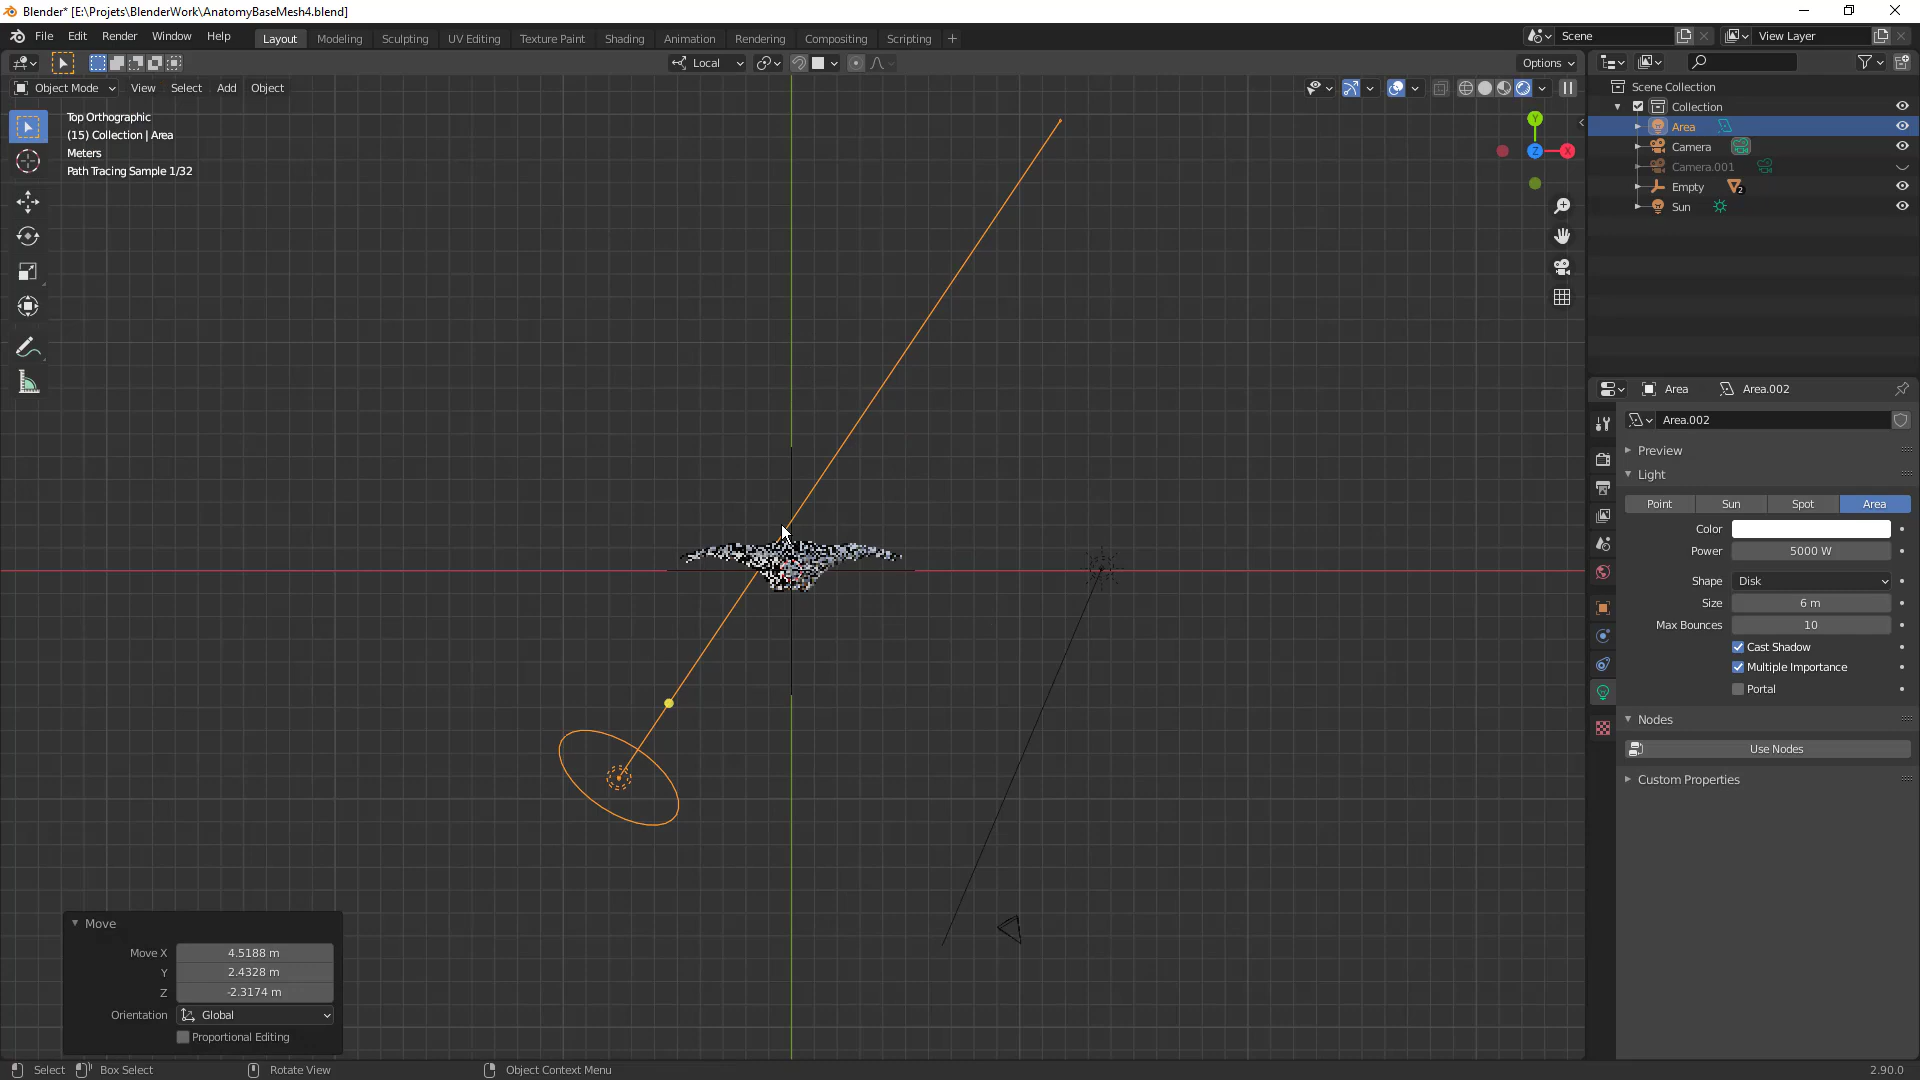 Blender* [E:\Projets\BlenderWork\AnatomyBaseMesh4.blend]
File Edit Render Window Help
Layout Modeling Sculpting UV Editing Texture Paint Shading Animation Rendering Compositing Scripting +
Scene
View Layer
Local
Options
Object Mode View Select Add Object
Top Orthographic
(15) Collection | Area
Meters
Path Tracing Sample 1/32
Y
Z
X
Scene Collection
Collection
Area
Camera
Camera.001
Empty 2
Sun
Area Area.002
Area.002
Preview
Light
Point Sun Spot Area
Color
Power 5000 W
Shape Disk
Size 6 m
Max Bounces 10
Cast Shadow
Multiple Importance
Portal
Nodes
Use Nodes
Custom Properties
Move
Move X 4.5188 m
Y 2.4328 m
Z -2.3174 m
Orientation Global
Proportional Editing
Select Box Select Rotate View Object Context Menu 2.90.0